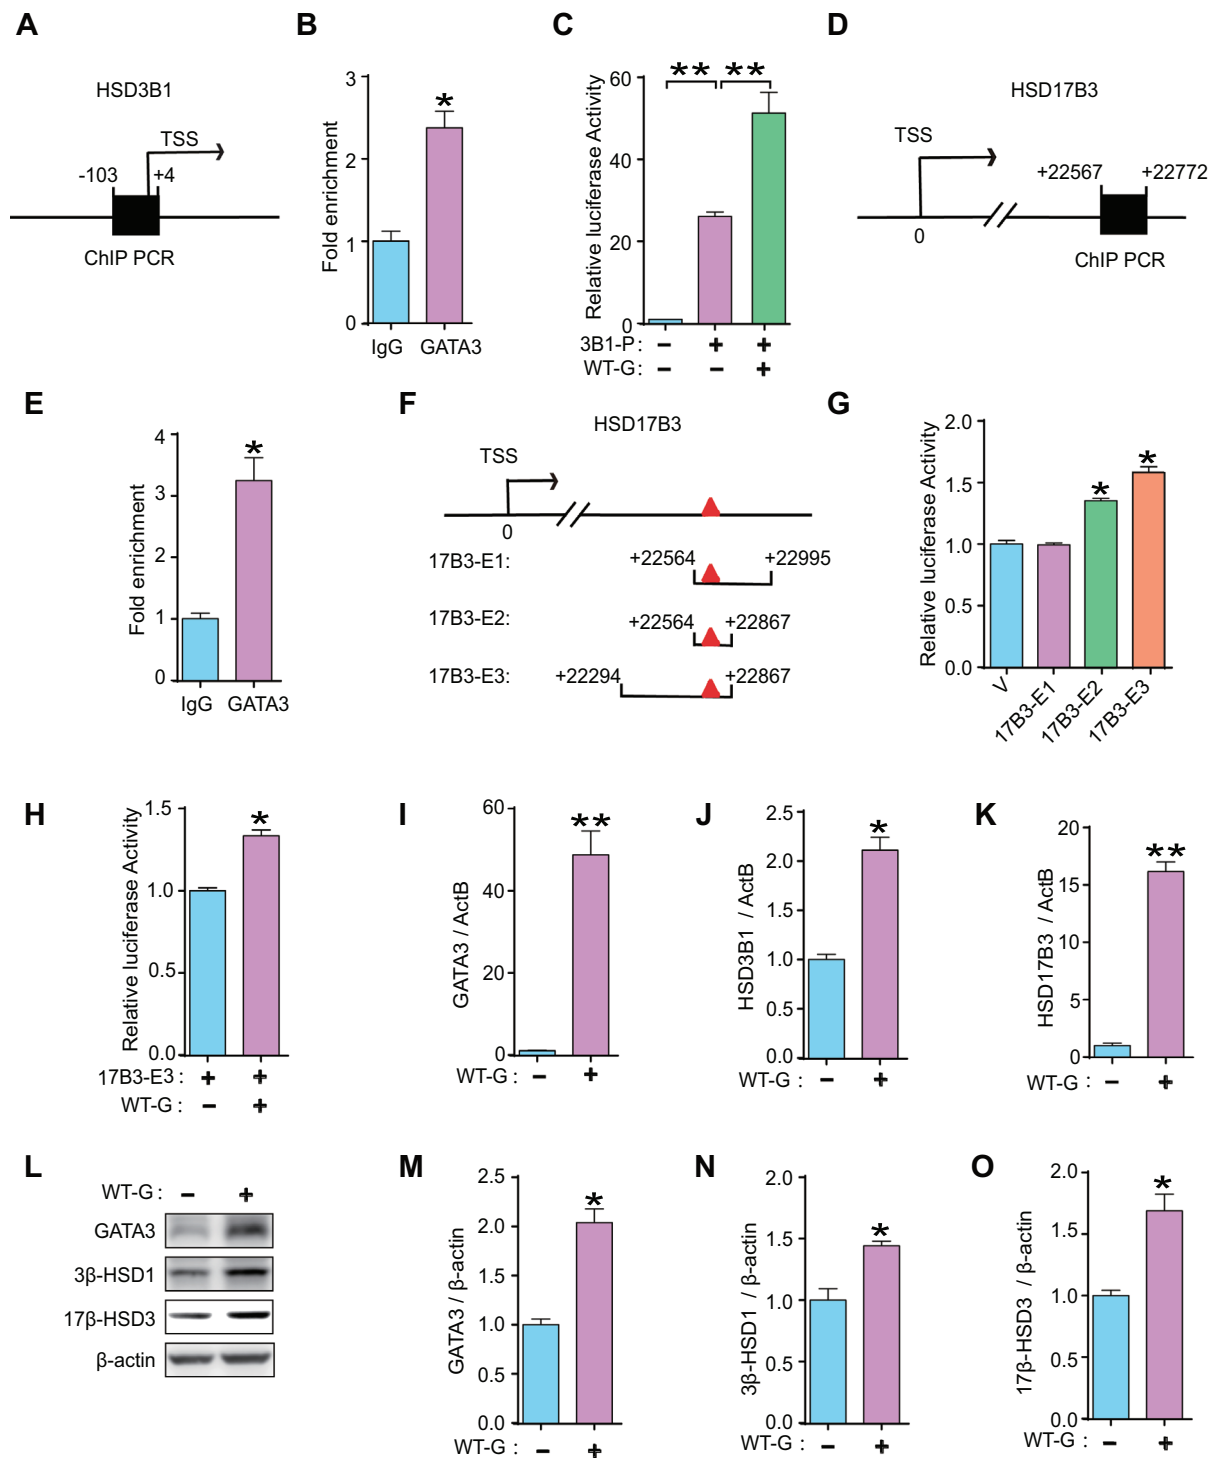 A
HSD3B1
TSS
-103
+4
ChIP PCR
B
Fold enrichment
3
2
1
0
*
IgG GATA3
C
Relative luciferase Activity
60
40
20
0
** **
3B1-P: − + +
WT-G: − − +
D
HSD17B3
TSS
+22567
+22772
0
ChIP PCR
E
Fold enrichment
4
3
2
1
0
*
IgG GATA3
F
HSD17B3
TSS
0
17B3-E1: +22564 +22995
17B3-E2: +22564 +22867
17B3-E3: +22294 +22867
G
Relative luciferase Activity
2.0
1.5
1.0
0.5
0.0
* *
V 17B3-E1 17B3-E2 17B3-E3
H
Relative luciferase Activity
1.5
1.0
0.5
0.0
*
17B3-E3 : + +
WT-G : − +
I
GATA3 / ActB
60
40
20
0
**
WT-G : − +
J
HSD3B1 / ActB
2.5
2.0
1.5
1.0
0.5
0.0
*
WT-G : − +
K
HSD17B3 / ActB
20
15
10
5
0
**
WT-G : − +
L
WT-G : − +
GATA3
3β-HSD1
17β-HSD3
β-actin
M
GATA3 / β-actin
2.5
2.0
1.5
1.0
0.5
0.0
*
WT-G : − +
N
3β-HSD1 / β-actin
2.0
1.5
1.0
0.5
0.0
*
WT-G : − +
O
17β-HSD3 / β-actin
2.0
1.5
1.0
0.5
0.0
*
WT-G : − +